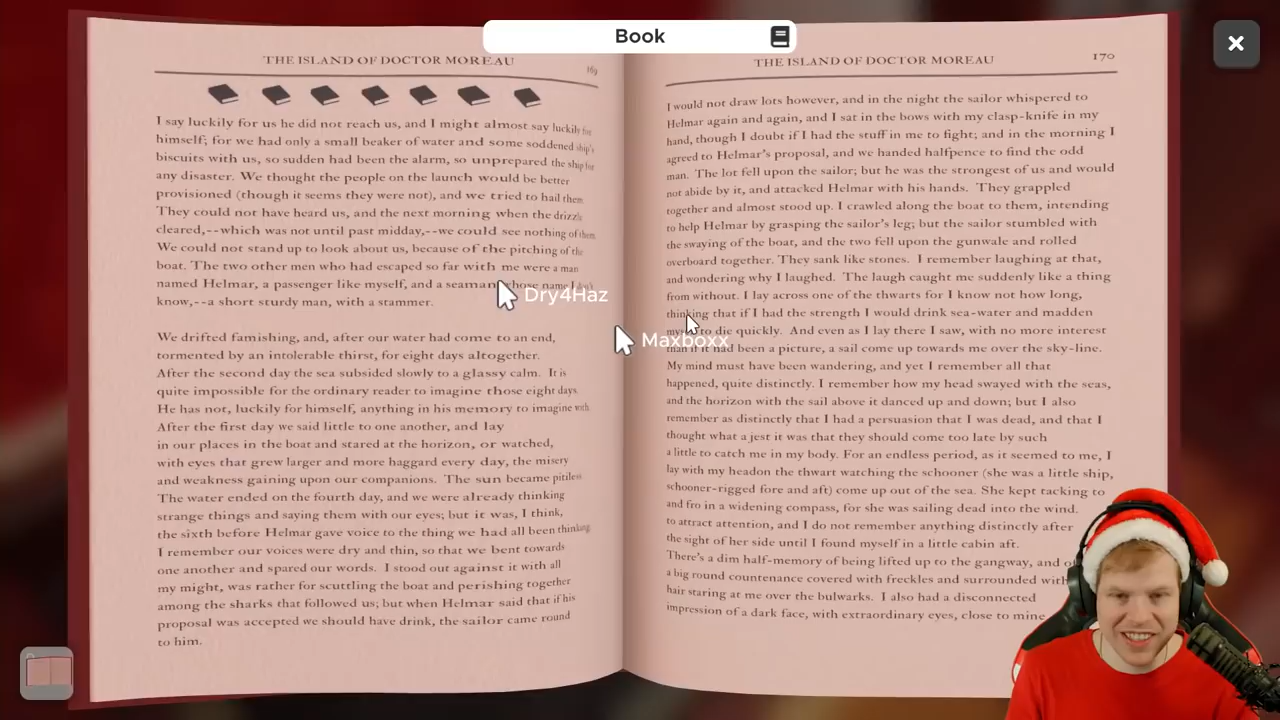 Book
THE ISLAND OF DOCTOR MOREAU
169
I say luckily for us he did not reach us, and I might almost say luckily for
himself; for we had only a small beaker of water and some soddened ship's
biscuits with us, so sudden had been the alarm, so unprepared the ship for
any disaster. We thought the people on the launch would be better
provisioned (though it seems they were not), and we tried to hail them.
They could not have heard us, and the next morning when the drizzle
cleared,--which was not until past midday,--we could see nothing of them.
We could not stand up to look about us, because of the pitching of the
boat. The two other men who had escaped so far with me were a man
named Helmar, a passenger like myself, and a seaman whose name I don't
know,--a short sturdy man, with a stammer.
We drifted famishing, and, after our water had come to an end,
tormented by an intolerable thirst, for eight days altogether.
After the second day the sea subsided slowly to a glassy calm. It is
quite impossible for the ordinary reader to imagine those eight days.
He has not, luckily for himself, anything in his memory to imagine with.
After the first day we said little to one another, and lay
in our places in the boat and stared at the horizon, or watched,
with eyes that grew larger and more haggard every day, the misery
and weakness gaining upon our companions. The sun became pitiless.
The water ended on the fourth day, and we were already thinking
strange things and saying them with our eyes; but it was, I think,
the sixth before Helmar gave voice to the thing we had all been thinking.
I remember our voices were dry and thin, so that we bent towards
one another and spared our words. I stood out against it with all
my might, was rather for scuttling the boat and perishing together
among the sharks that followed us; but when Helmar said that if his
proposal was accepted we should have drink, the sailor came round
to him.
THE ISLAND OF DOCTOR MOREAU
170
I would not draw lots however, and in the night the sailor whispered to
Helmar again and again, and I sat in the bows with my clasp-knife in my
hand, though I doubt if I had the stuff in me to fight; and in the morning I
agreed to Helmar's proposal, and we handed halfpence to find the odd
man. The lot fell upon the sailor; but he was the strongest of us and would
not abide by it, and attacked Helmar with his hands. They grappled
together and almost stood up. I crawled along the boat to them, intending
to help Helmar by grasping the sailor's leg; but the sailor stumbled with
the swaying of the boat, and the two fell upon the gunwale and rolled
overboard together. They sank like stones. I remember laughing at that,
and wondering why I laughed. The laugh caught me suddenly like a thing
from without. I lay across one of the thwarts for I know not how long,
thinking that if I had the strength I would drink sea-water and madden
myself to die quickly. And even as I lay there I saw, with no more interest
than if it had been a picture, a sail come up towards me over the sky-line.
My mind must have been wandering, and yet I remember all that
happened, quite distinctly. I remember how my head swayed with the seas,
and the horizon with the sail above it danced up and down; but I also
remember as distinctly that I had a persuasion that I was dead, and that I
thought what a jest it was that they should come too late by such
a little to catch me in my body. For an endless period, as it seemed to me, I
lay with my headon the thwart watching the schooner (she was a little ship,
schooner-rigged fore and aft) come up out of the sea. She kept tacking to
and fro in a widening compass, for she was sailing dead into the wind.
to attract attention, and I do not remember anything distinctly after
the sight of her side until I found myself in a little cabin aft.
There's a dim half-memory of being lifted up to the gangway, and of
a big round countenance covered with freckles and surrounded with
hair staring at me over the bulwarks. I also had a disconnected
impression of a dark face, with extraordinary eyes, close to mine
Dry4Haz
Maxboxx